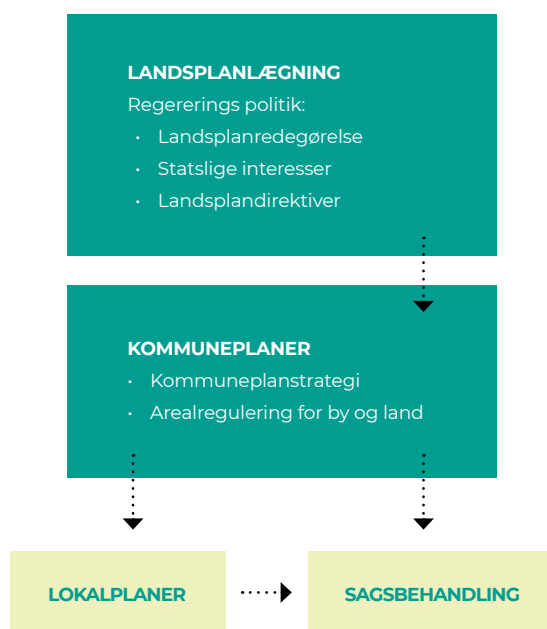 LANDSPLANLÆGNING
Regererings politik:
• Landsplanredegørelse
• Statslige interesser
• Landsplandirektiver
KOMMUNEPLANER
• Kommuneplanstrategi
• Arealregulering for by og land
LOKALPLANER
SAGSBEHANDLING